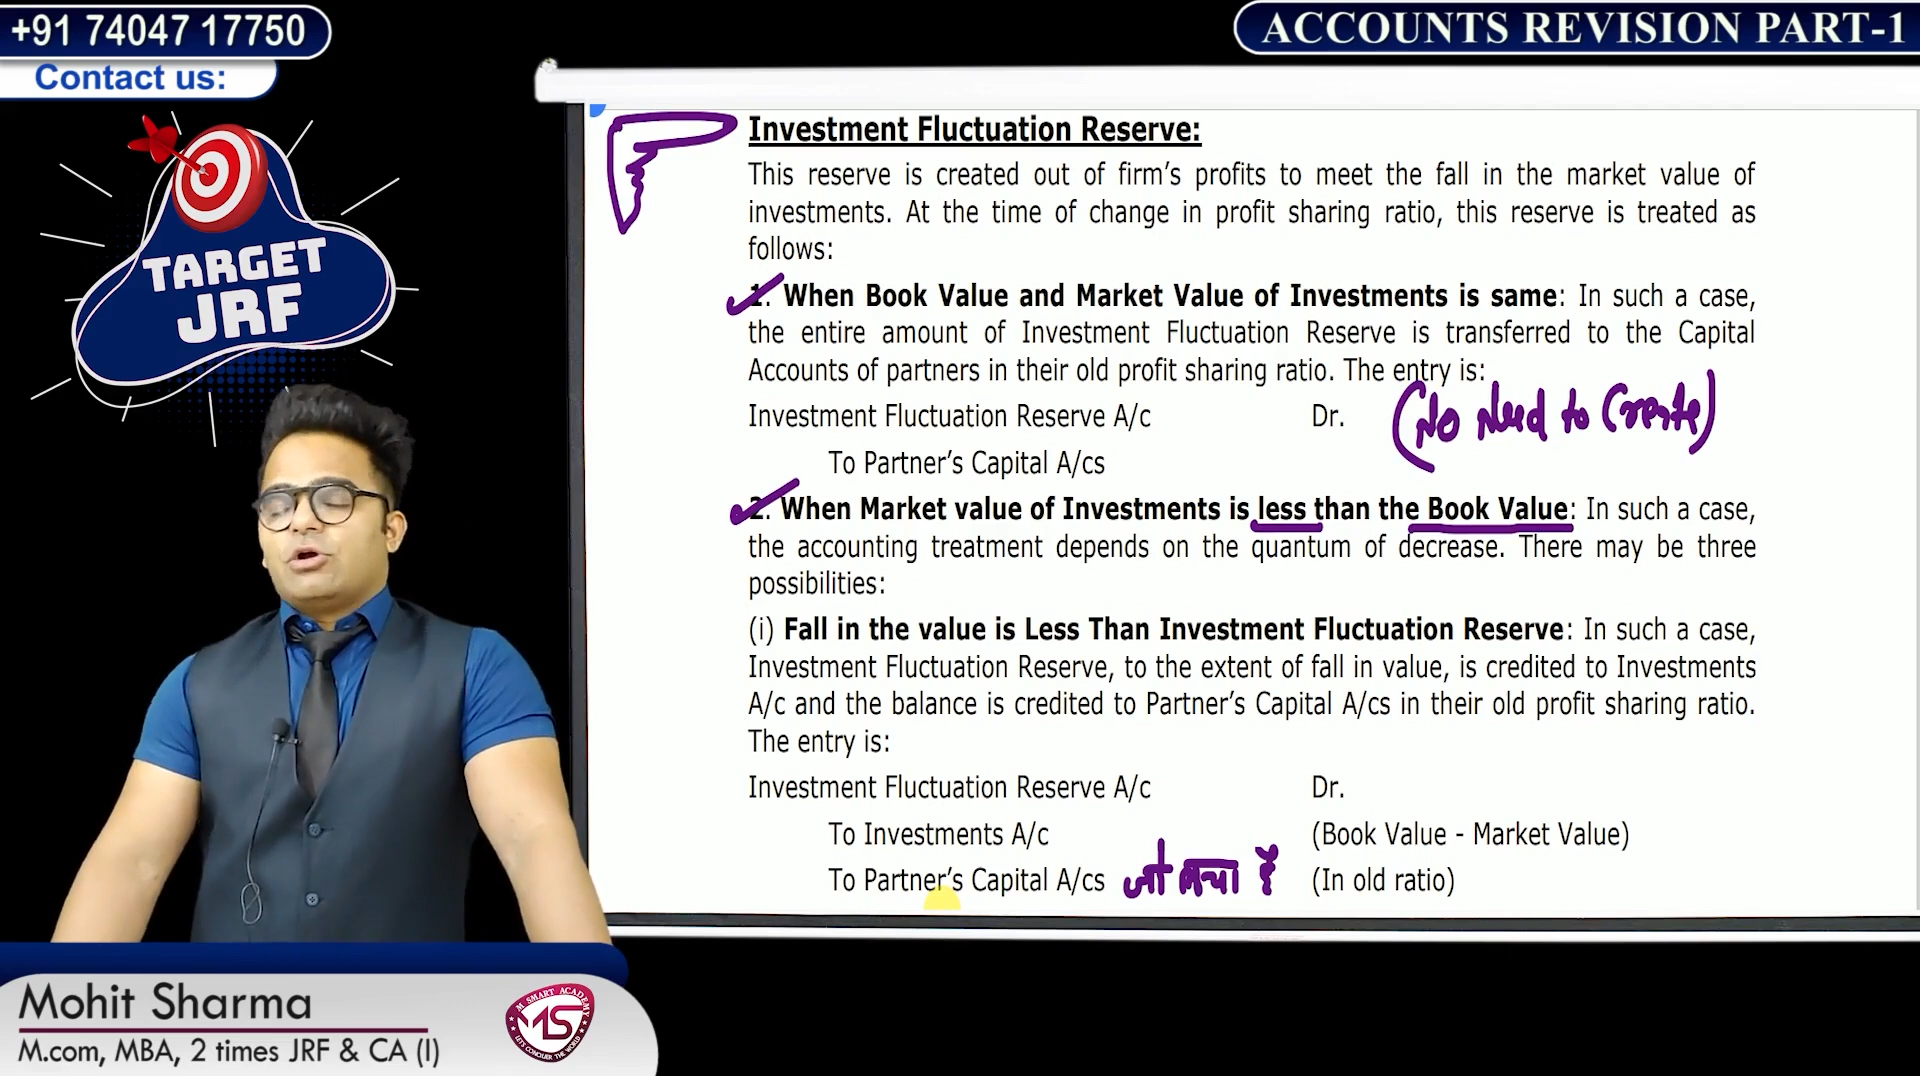 +91 74047 17750
Contact us:
ACCOUNTS REVISION PART-1
TARGET
JRF
Investment Fluctuation Reserve:
This reserve is created out of firm's profits to meet the fall in the market value of
investments. At the time of change in profit sharing ratio, this reserve is treated as
follows:
1. When Book Value and Market Value of Investments is same: In such a case,
the entire amount of Investment Fluctuation Reserve is transferred to the Capital
Accounts of partners in their old profit sharing ratio. The entry is:
Investment Fluctuation Reserve A/c Dr. (No Need to Create)
To Partner's Capital A/cs
2. When Market value of Investments is less than the Book Value: In such a case,
the accounting treatment depends on the quantum of decrease. There may be three
possibilities:
(i) Fall in the value is Less Than Investment Fluctuation Reserve: In such a case,
Investment Fluctuation Reserve, to the extent of fall in value, is credited to Investments
A/c and the balance is credited to Partner's Capital A/cs in their old profit sharing ratio.
The entry is:
Investment Fluctuation Reserve A/c Dr.
To Investments A/c (Book Value - Market Value)
To Partner's Capital A/cs जो बचा है (In old ratio)
Mohit Sharma
M.com, MBA, 2 times JRF & CA (I)
M SMART ACADEMY
MS
LETS CONQUER THE WORLD